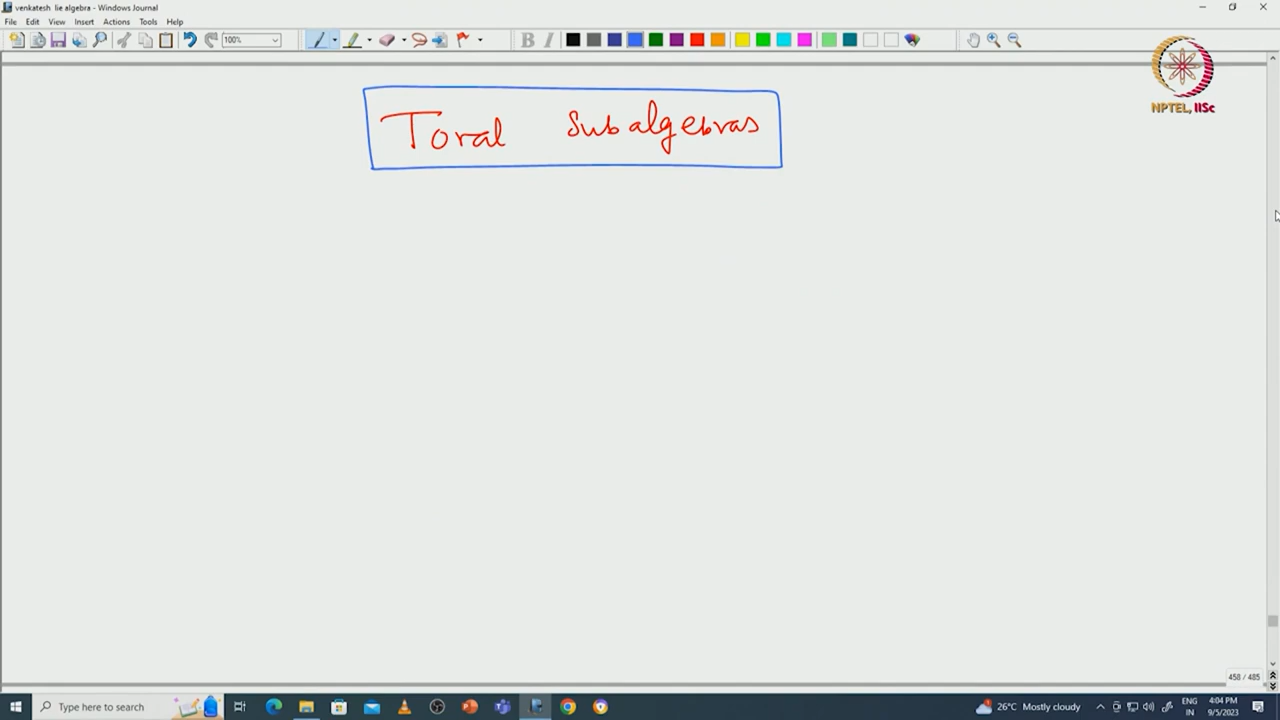 venkatesh lie algebra - Windows Journal
File Edit View Insert Actions Tools Help
100%
B I
NPTEL, IISc
Toral Subalgebras
458 / 485
Type here to search
26°C Mostly cloudy
ENG
IN
4:04 PM
9/5/2023